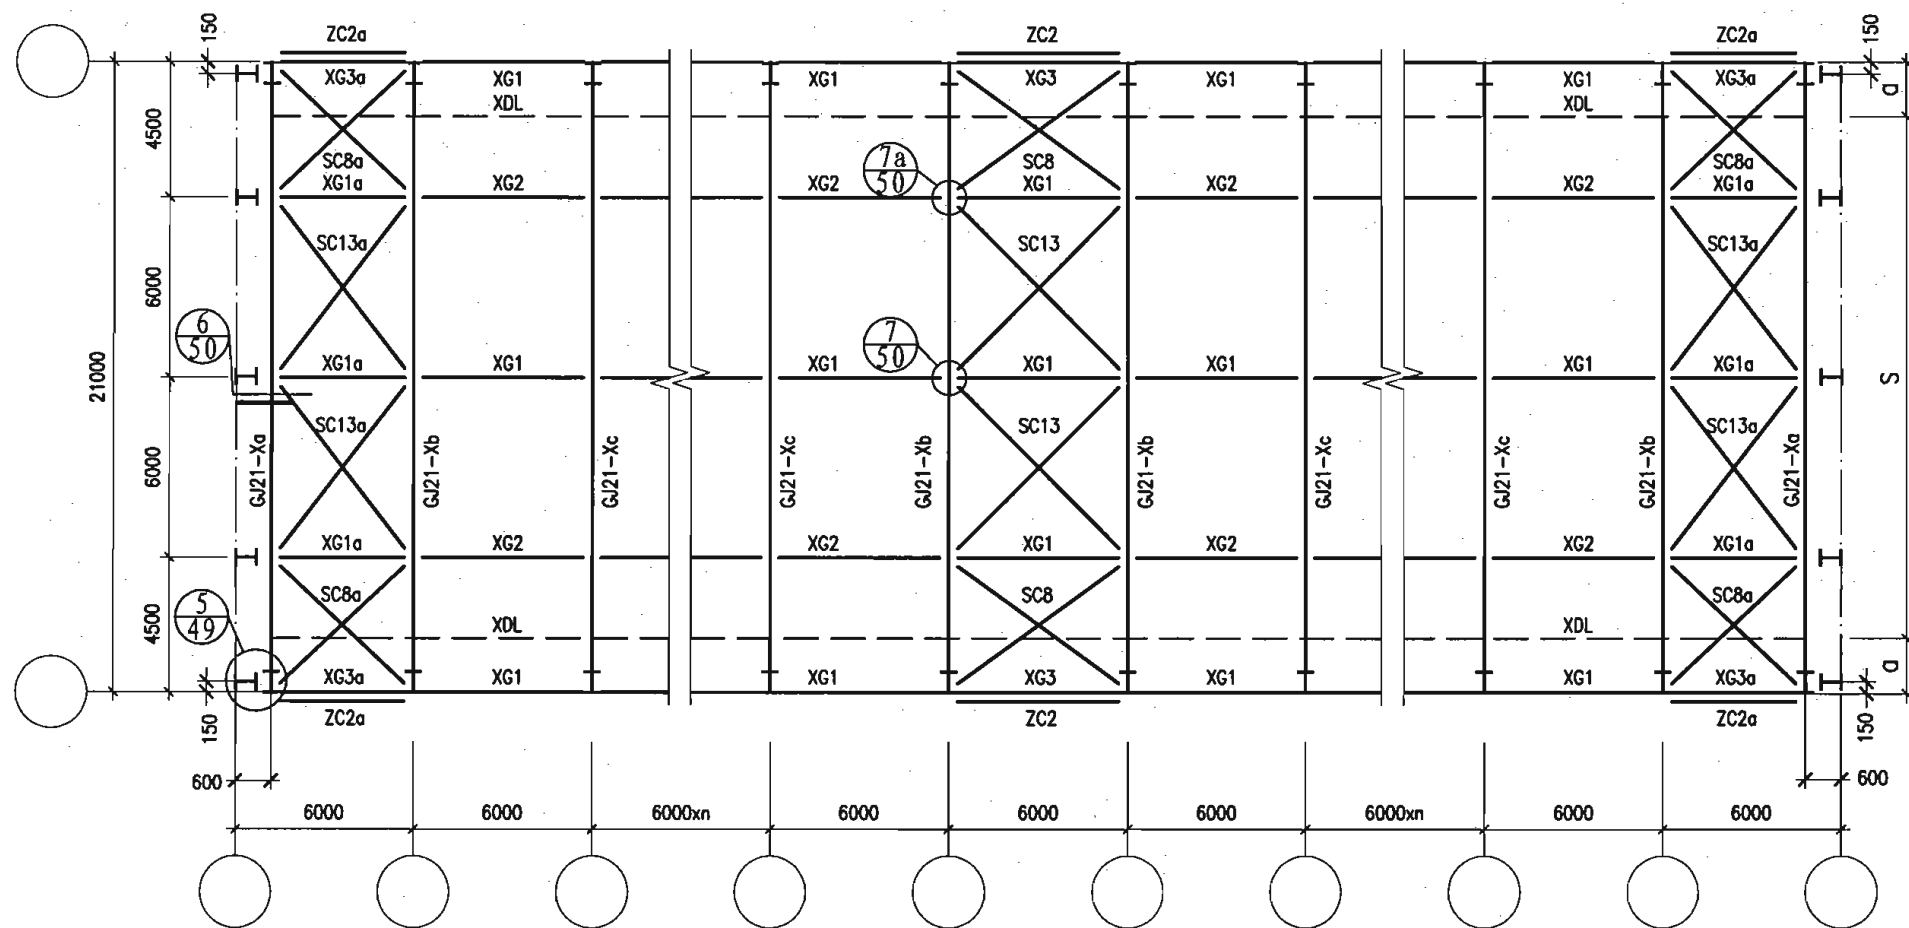 ZC2a ZC2 ZC2a
150 150
XG3a XG1 XG1 XG3 XG1 XG1 XG3a
XDL XDL
a
4500
SC8a 7a SC8 SC8a
XG1a XG2 XG2 50 XG1 XG2 XG2 XG1a
SC13a SC13 SC13a
6000
6
50
7
50
XG1a XG1 XG1 XG1 XG1 XG1 XG1a
21000
S
SC13a SC13 SC13a
6000
GJ21-Xa GJ21-Xb GJ21-Xc GJ21-Xc GJ21-Xb GJ21-Xb GJ21-Xc GJ21-Xc GJ21-Xb GJ21-Xa
XG1a XG2 XG2 XG1 XG2 XG2 XG1a
SC8a SC8 SC8a
5
49
4500
XDL XDL
a
XG3a XG1 XG1 XG3 XG1 XG1 XG3a
ZC2a ZC2 ZC2a
150 150
600 600
6000 6000 6000xn 6000 6000 6000 6000xn 6000 6000